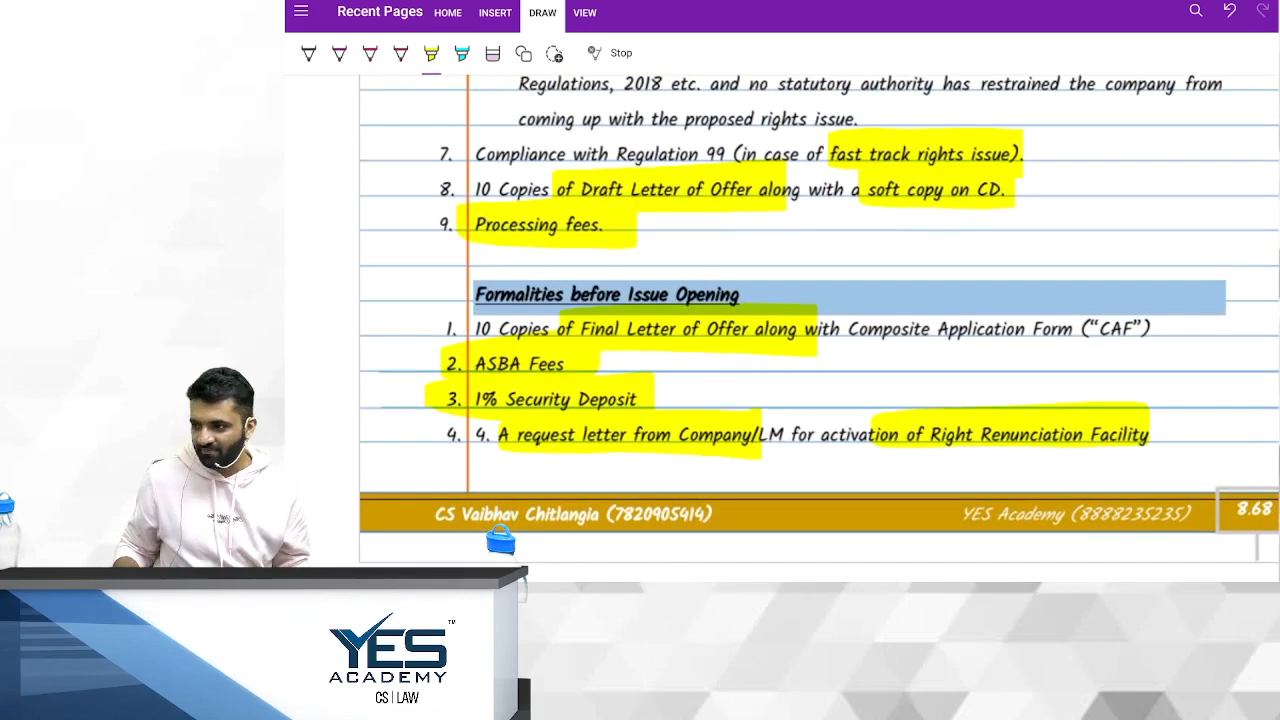 Recent Pages HOME INSERT DRAW VIEW
Stop
Regulations, 2018 etc. and no statutory authority has restrained the company from
coming up with the proposed rights issue.
7. Compliance with Regulation 99 (in case of fast track rights issue).
8. 10 Copies of Draft Letter of Offer along with a soft copy on CD.
9. Processing fees.
Formalities before Issue Opening
1. 10 Copies of Final Letter of Offer along with Composite Application Form (“CAF”)
2. ASBA Fees
3. 1% Security Deposit
4. 4. A request letter from Company/LM for activation of Right Renunciation Facility
CS Vaibhav Chitlangia (7820905414) YES Academy (8888235235) 8.68
YES™
ACADEMY
CS | LAW